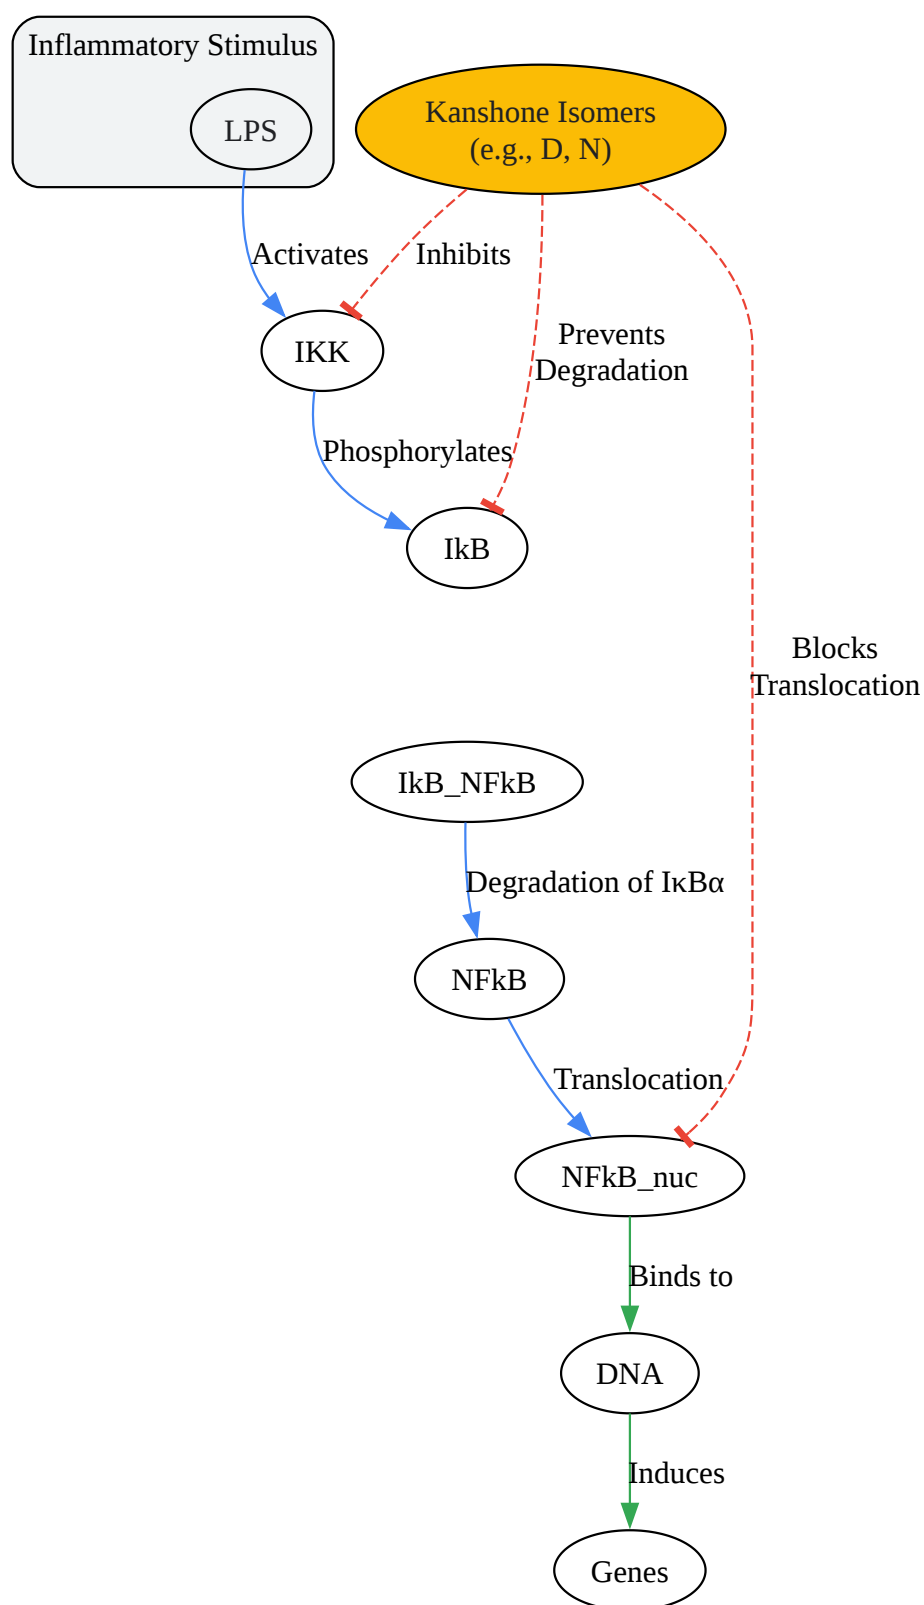 Inflammatory Stimulus
LPS
Kanshone Isomers
(e.g., D, N)
Activates
Inhibits
Prevents
Degradation
IKK
Phosphorylates
IkB
Blocks
Translocation
IkB_NFkB
Degradation of IκBα
NFkB
Translocation
NFkB_nuc
Binds to
DNA
Induces
Genes